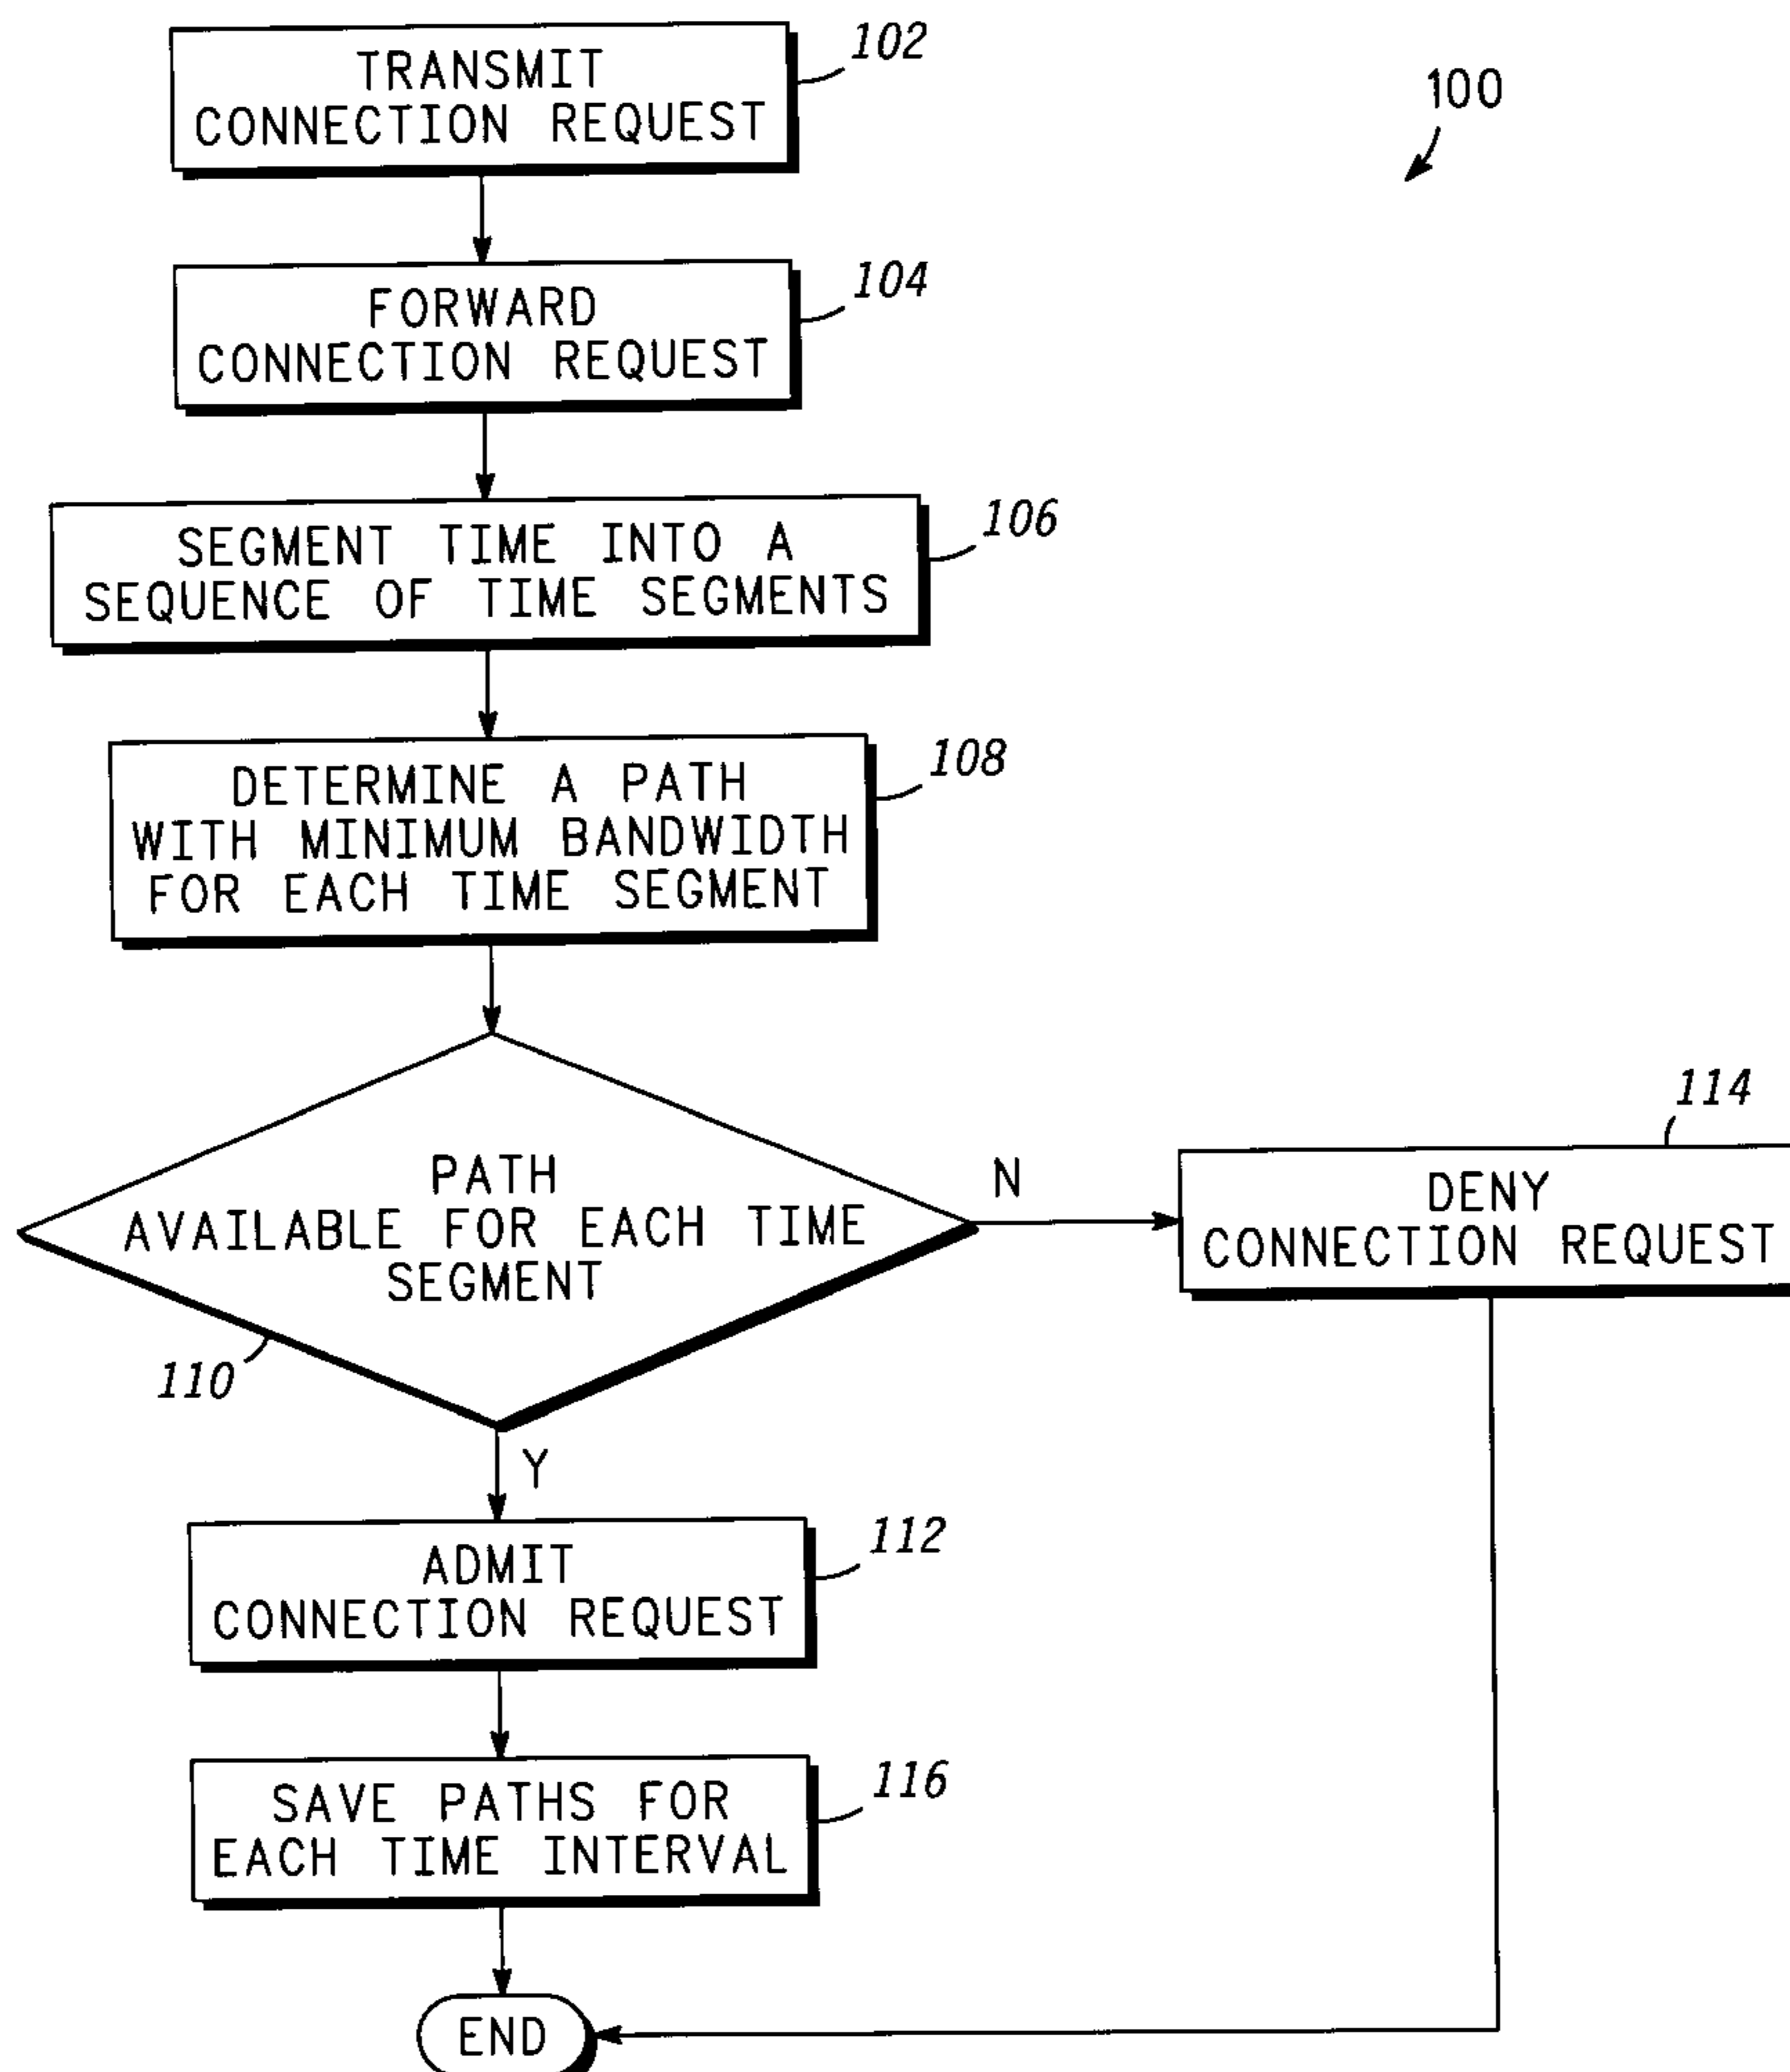 TRANSMIT
CONNECTION REQUEST
102
100
FORWARD
CONNECTION REQUEST
104
SEGMENT TIME INTO A
SEQUENCE OF TIME SEGMENTS
106
DETERMINE A PATH
WITH MINIMUM BANDWIDTH
FOR EACH TIME SEGMENT
108
PATH
AVAILABLE FOR EACH TIME
SEGMENT
110
N
114
DENY
CONNECTION REQUEST
Y
ADMIT
CONNECTION REQUEST
112
SAVE PATHS FOR
EACH TIME INTERVAL
116
END